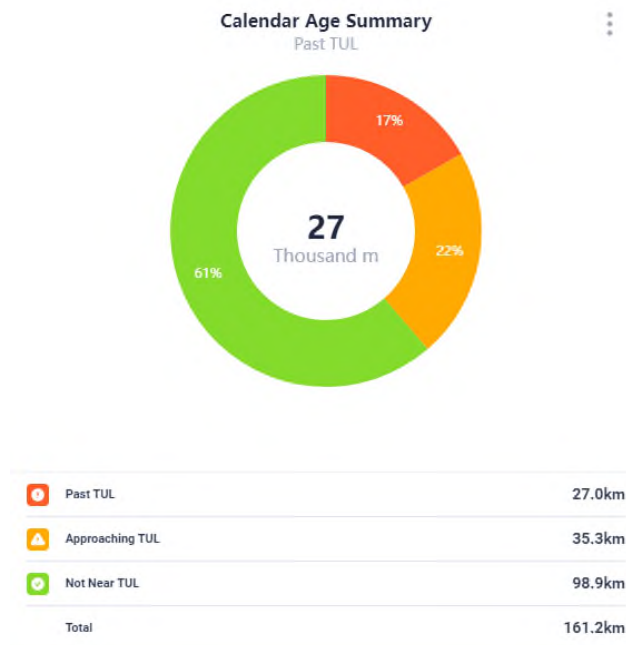 Calendar Age Summary
Past TUL
17%
22%
61%
27
Thousand m
Past TUL 27.0km
Approaching TUL 35.3km
Not Near TUL 98.9km
Total 161.2km